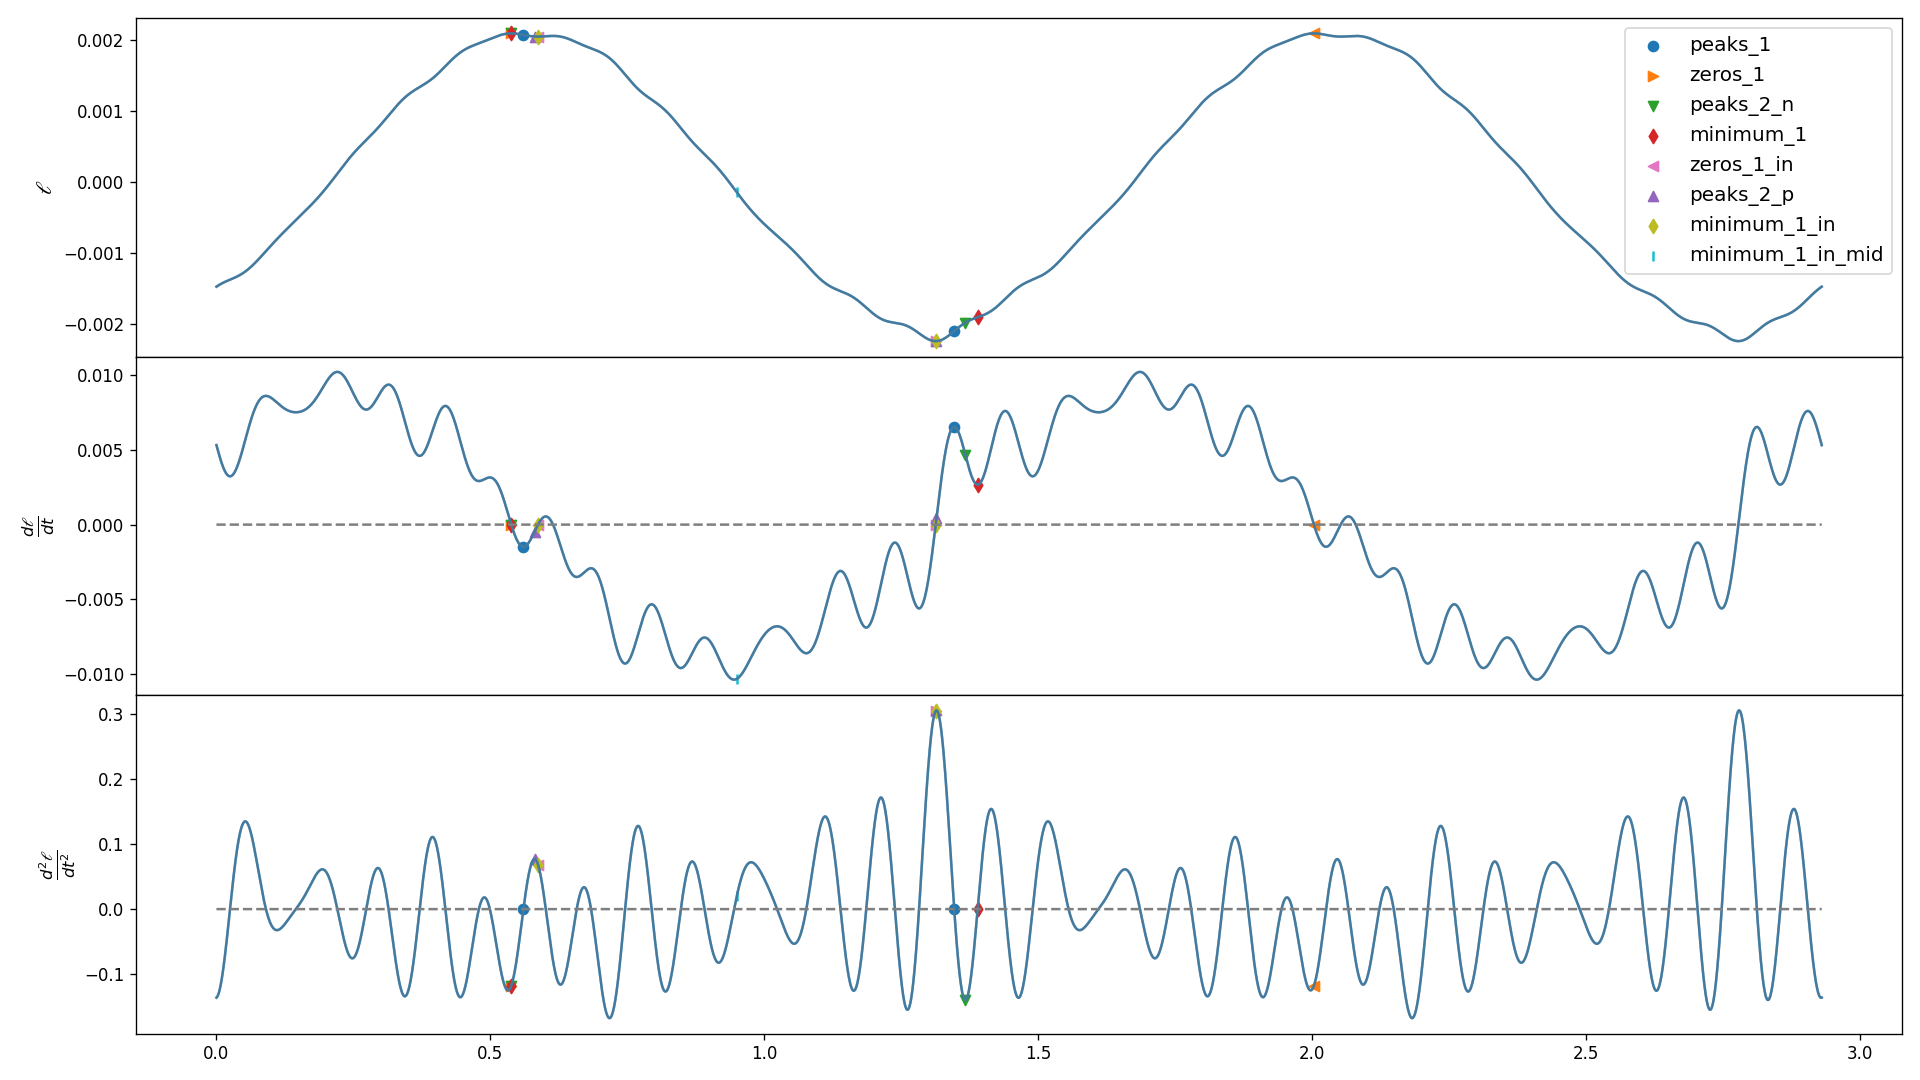 0.002
0.001
0.000
−0.001
−0.002
ℓ
peaks_1
zeros_1
peaks_2_n
minimum_1
zeros_1_in
peaks_2_p
minimum_1_in
minimum_1_in_mid
0.010
0.005
0.000
−0.005
−0.010
dℓ
dt
0.3
0.2
0.1
0.0
−0.1
d²ℓ
dt²
0.0 0.5 1.0 1.5 2.0 2.5 3.0